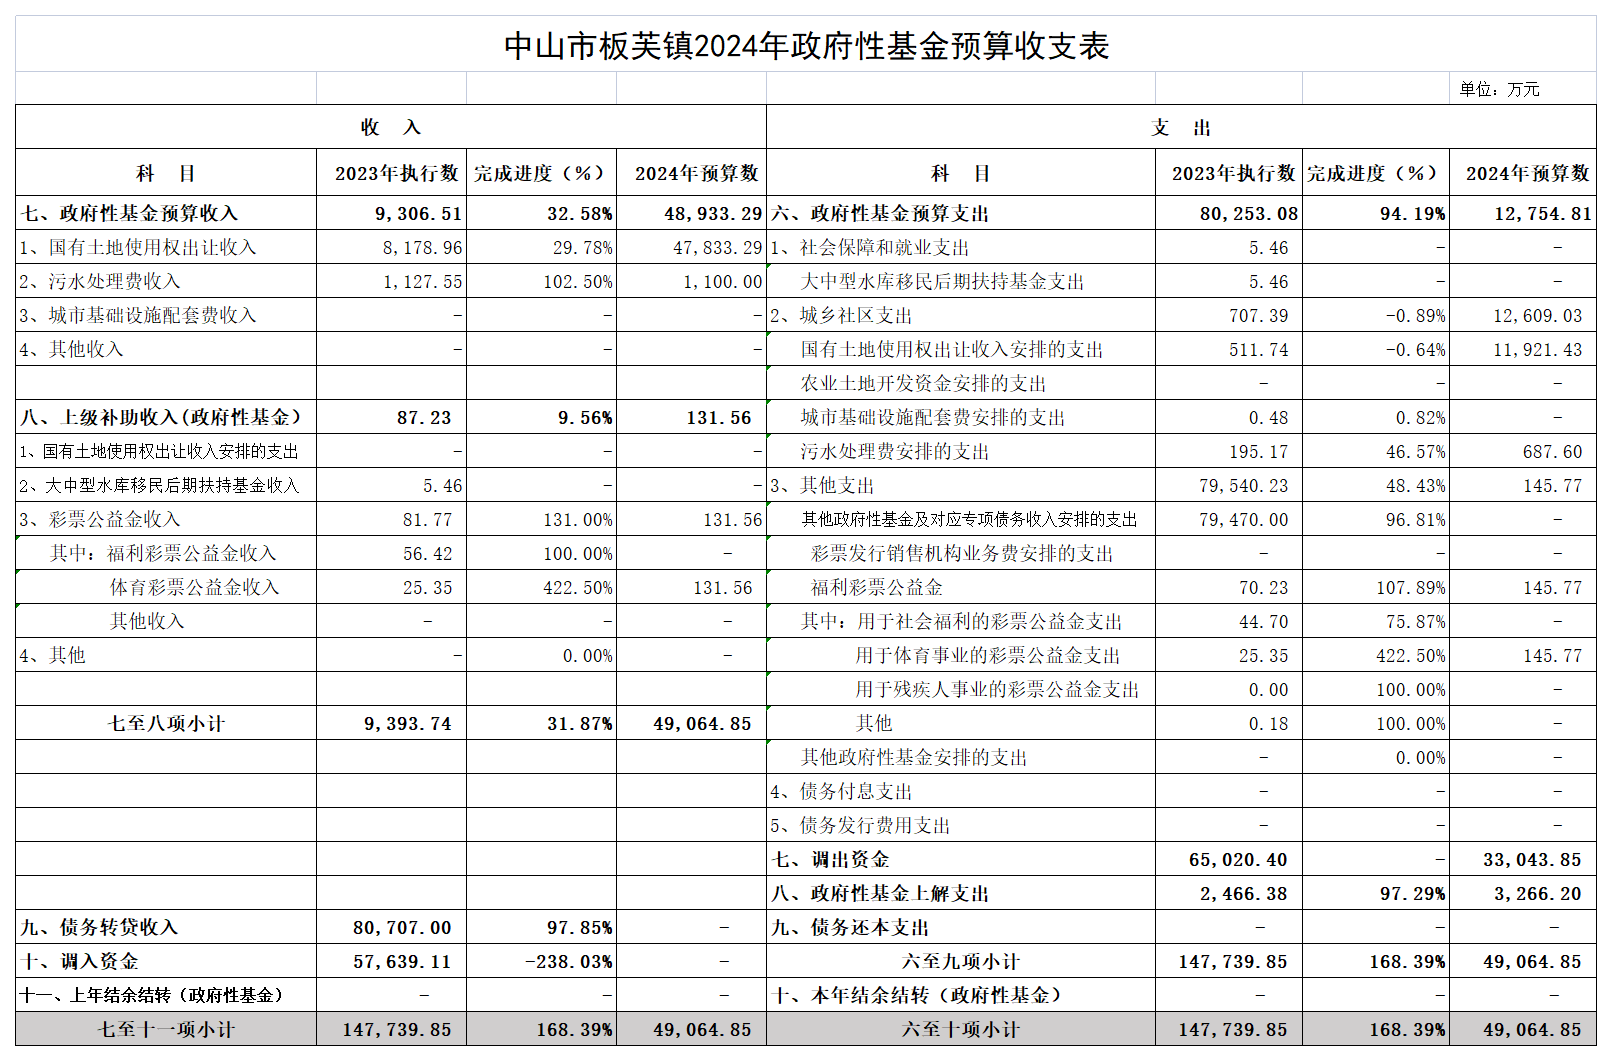 中山市板芙镇2024年政府性基金预算收支表
单位：万元
收 入 支 出
科 目 2023年执行数 完成进度（%） 2024年预算数 科 目 2023年执行数 完成进度（%） 2024年预算数
七、政府性基金预算收入 9,306.51 32.58% 48,933.29 六、政府性基金预算支出 80,253.08 94.19% 12,754.81
1、国有土地使用权出让收入 8,178.96 29.78% 47,833.29 1、社会保障和就业支出 5.46 - -
2、污水处理费收入 1,127.55 102.50% 1,100.00 大中型水库移民后期扶持基金支出 5.46 - -
3、城市基础设施配套费收入 - - - 2、城乡社区支出 707.39 -0.89% 12,609.03
4、其他收入 - - - 国有土地使用权出让收入安排的支出 511.74 -0.64% 11,921.43
农业土地开发资金安排的支出 - - -
八、上级补助收入(政府性基金） 87.23 9.56% 131.56 城市基础设施配套费安排的支出 0.48 0.82% -
1、国有土地使用权出让收入安排的支出 - - - 污水处理费安排的支出 195.17 46.57% 687.60
2、大中型水库移民后期扶持基金收入 5.46 - - 3、其他支出 79,540.23 48.43% 145.77
3、彩票公益金收入 81.77 131.00% 131.56 其他政府性基金及对应专项债务收入安排的支出 79,470.00 96.81% -
其中：福利彩票公益金收入 56.42 100.00% - 彩票发行销售机构业务费安排的支出 - - -
体育彩票公益金收入 25.35 422.50% 131.56 福利彩票公益金 70.23 107.89% 145.77
其他收入 - - - 其中：用于社会福利的彩票公益金支出 44.70 75.87% -
4、其他 - 0.00% - 用于体育事业的彩票公益金支出 25.35 422.50% 145.77
用于残疾人事业的彩票公益金支出 0.00 100.00% -
七至八项小计 9,393.74 31.87% 49,064.85 其他 0.18 100.00% -
其他政府性基金安排的支出 - 0.00% -
4、债务付息支出 - - -
5、债务发行费用支出 - - -
七、调出资金 65,020.40 - 33,043.85
八、政府性基金上解支出 2,466.38 97.29% 3,266.20
九、债务转贷收入 80,707.00 97.85% - 九、债务还本支出 - - -
十、调入资金 57,639.11 -238.03% - 六至九项小计 147,739.85 168.39% 49,064.85
十一、上年结余结转（政府性基金） - - - 十、本年结余结转（政府性基金） - - -
七至十一项小计 147,739.85 168.39% 49,064.85 六至十项小计 147,739.85 168.39% 49,064.85